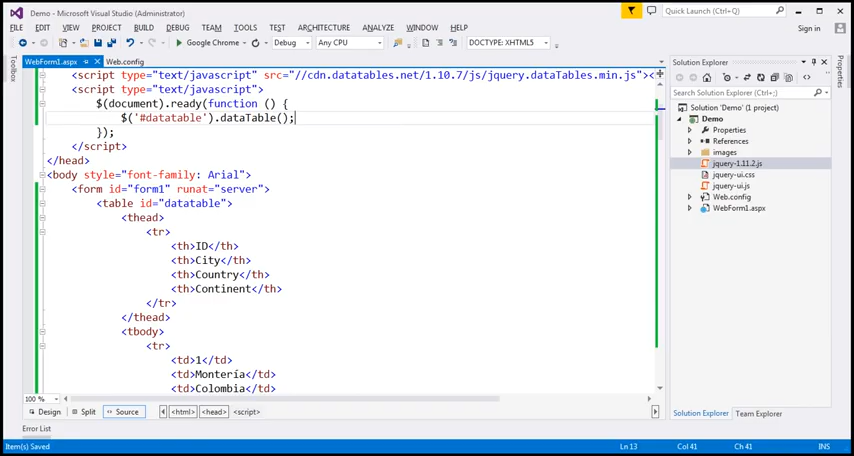 Demo - Microsoft Visual Studio (Administrator)
Quick Launch (Ctrl+Q)
FILE EDIT VIEW PROJECT BUILD DEBUG TEAM TOOLS TEST ARCHITECTURE ANALYZE WINDOW HELP
Sign in
Google Chrome
Debug
Any CPU
DOCTYPE: XHTML5
Toolbox
WebForm1.aspx
Web.config
<script type="text/javascript" src="//cdn.datatables.net/1.10.7/js/jquery.dataTables.min.js"><
<script type="text/javascript">
$(document).ready(function () {
$('#datatable').dataTable();
});
</script>
</head>
<body style="font-family: Arial">
<form id="form1" runat="server">
<table id="datatable">
<thead>
<tr>
<th>ID</th>
<th>City</th>
<th>Country</th>
<th>Continent</th>
</tr>
</thead>
<tbody>
<tr>
<td>1</td>
<td>Montería</td>
<td>Colombia</td>
100 %
Design
Split
Source
<html>
<head>
<script>
Solution Explorer
Search Solution Explorer (Ctrl+;)
Solution 'Demo' (1 project)
Demo
Properties
References
images
jquery-1.11.2.js
jquery-ui.css
jquery-ui.js
Web.config
WebForm1.aspx
Solution Explorer
Team Explorer
Properties
Error List
Item(s) Saved
Ln 13
Col 41
Ch 41
INS